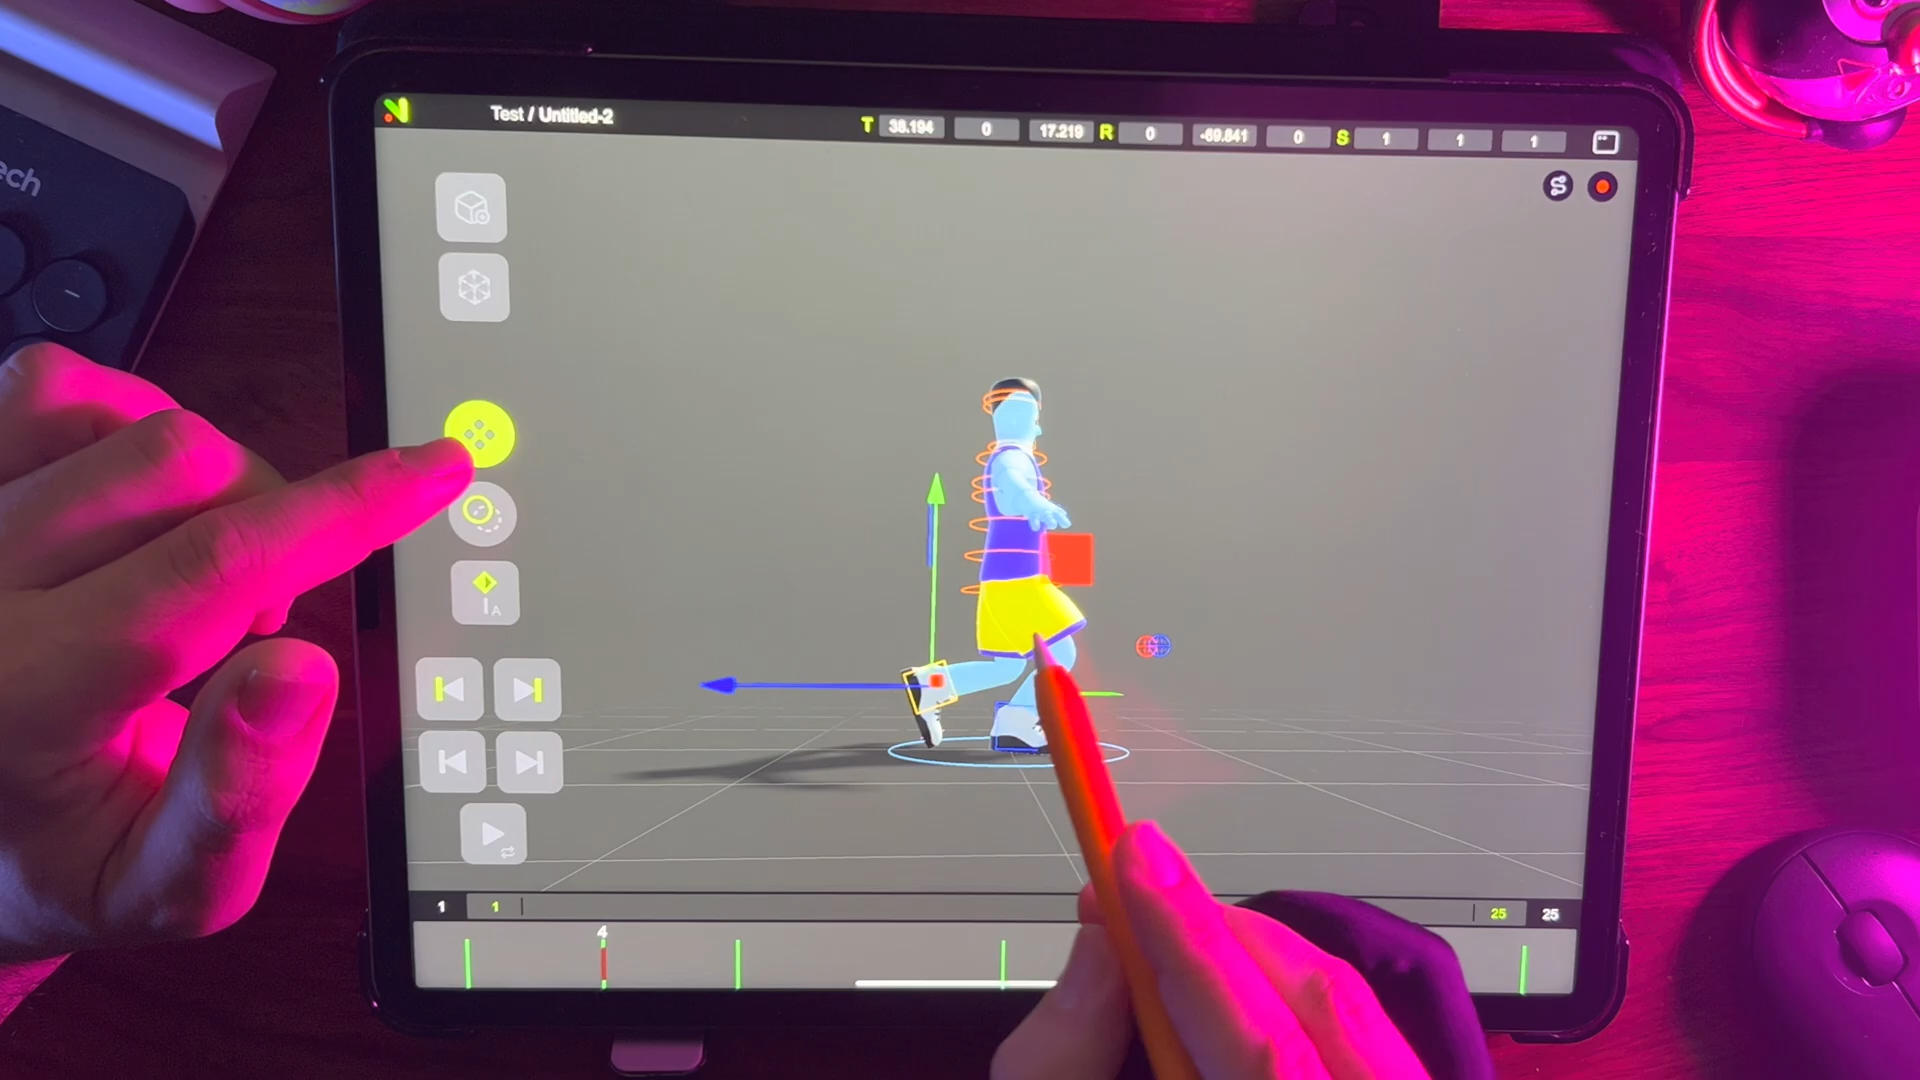 Test / Untitled-2 T 38.194 0 17.219 R 0 -69.841 0 S 1 1 1
ech
A
1 1 25 25
4